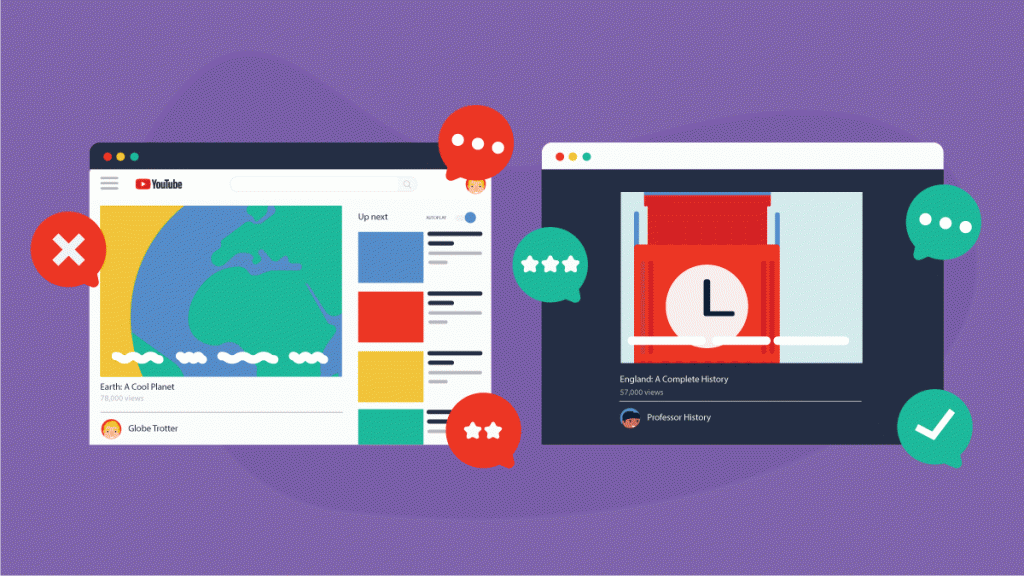 YouTube
Up next
AUTOPLAY
Earth: A Cool Planet
78,000 views
Globe Trotter
England: A Complete History
57,000 views
Professor History